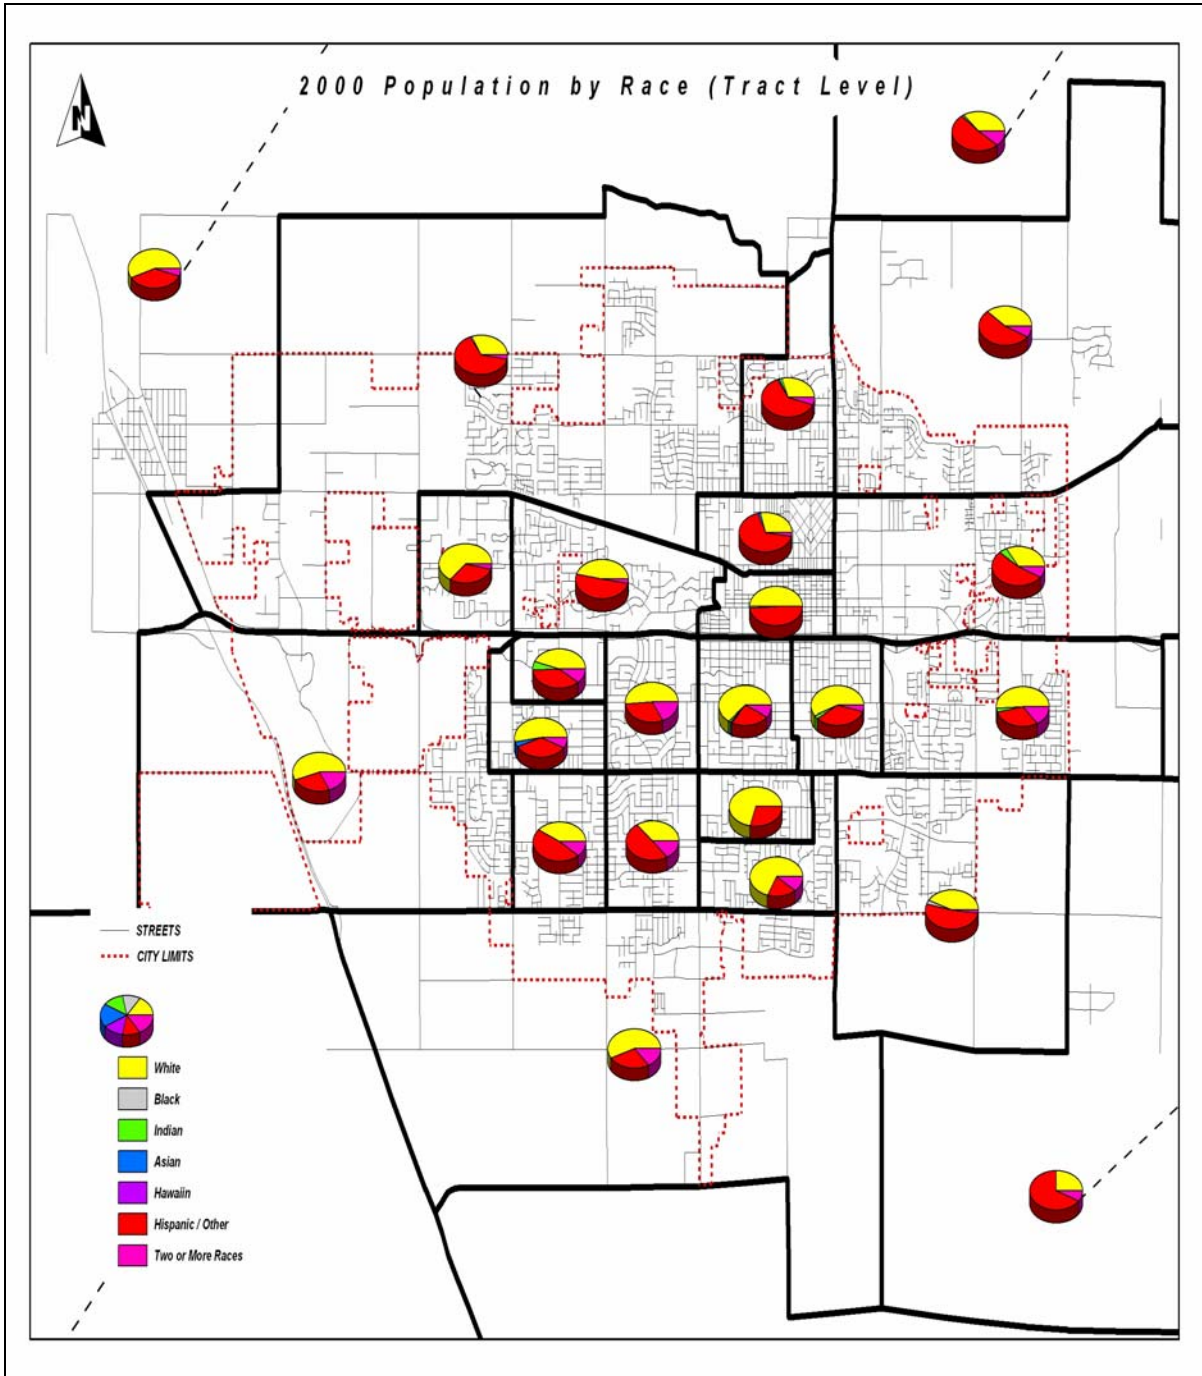 2000 Population by Race (Tract Level)
N
STREETS
CITY LIMITS
White
Black
Indian
Asian
Hawaiin
Hispanic / Other
Two or More Races